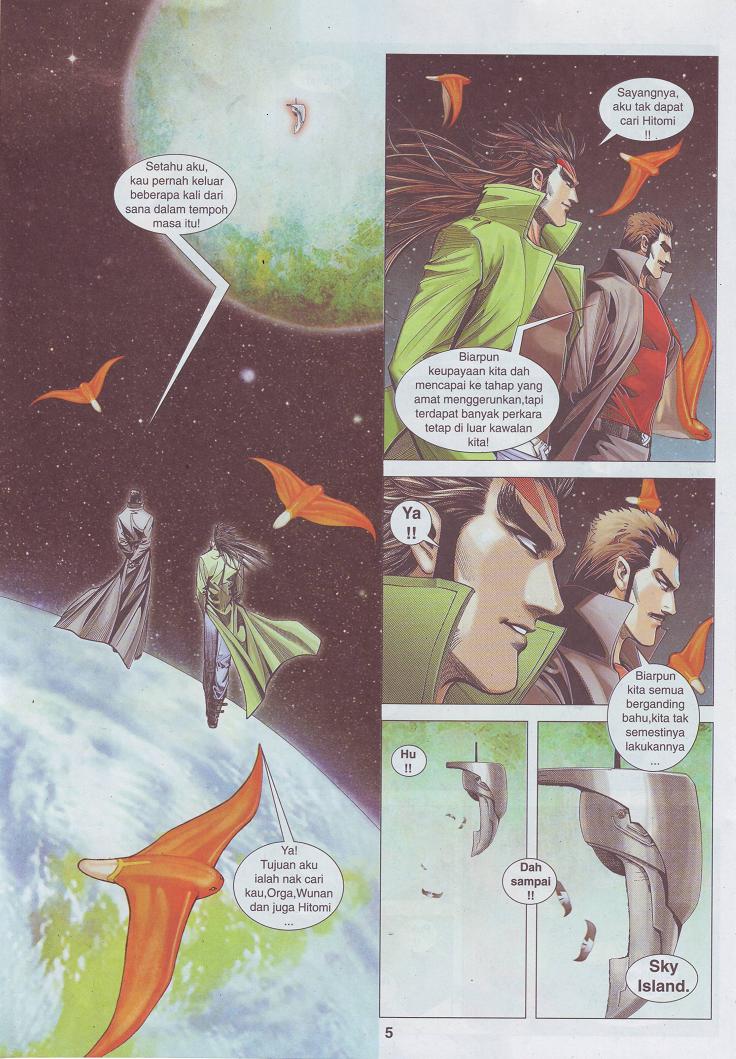 Setahu aku,
kau pernah keluar
beberapa kali dari
sana dalam tempoh
masa itu!
Ya!
Tujuan aku
ialah nak cari
kau,Orga,Wunan
dan juga Hitomi
...
Sayangnya,
aku tak dapat
cari Hitomi
!! .
Biarpun
keupayaan kita dah
mencapai ke tahap yang
amat menggerunkan,tapi
terdapat banyak perkara
tetap di luar kawalan
kita!
Ya
!!
Biarpun
kita semua
berganding
bahu,kita tak
semestinya
lakukannya
...
Hu
!!
Dah
sampai
!!
Sky
Island.
5